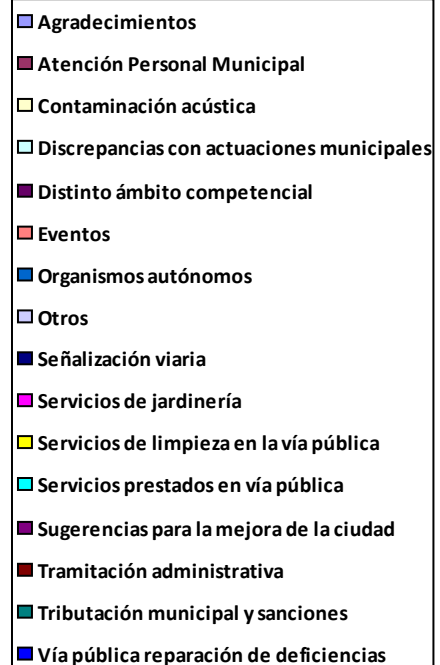 Agradecimientos
Atención Personal Municipal
Contaminación acústica
Discrepancias con actuaciones municipales
Distinto ámbito competencial
Eventos
Organismos autónomos
Otros
Señalización viaria
Servicios de jardinería
Servicios de limpieza en la vía pública
Servicios prestados en vía pública
Sugerencias para la mejora de la ciudad
Tramitación administrativa
Tributación municipal y sanciones
Vía pública reparación de deficiencias